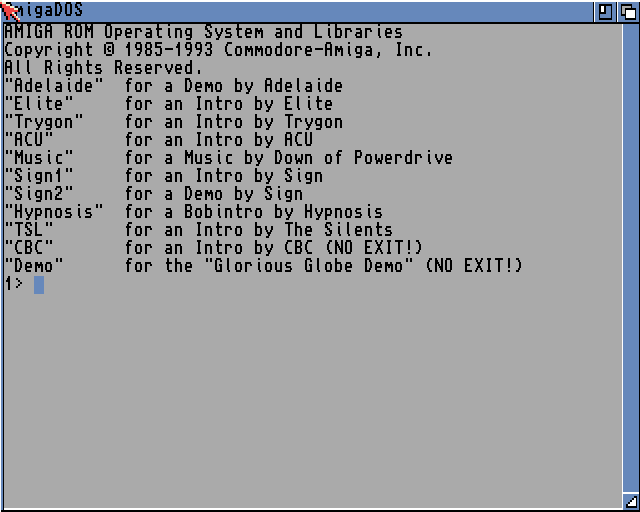 AmigaDOS
AMIGA ROM Operating System and Libraries
Copyright © 1985-1993 Commodore-Amiga, Inc.
All Rights Reserved.
"Adelaide"  for a Demo by Adelaide
"Elite"     for an Intro by Elite
"Trygon"    for an Intro by Trygon
"ACU"       for an Intro by ACU
"Music"     for a Music by Down of Powerdrive
"Sign1"     for an Intro by Sign
"Sign2"     for a Demo by Sign
"Hypnosis"  for a Bobintro by Hypnosis
"TSL"       for an Intro by The Silents
"CBC"       for an Intro by CBC (NO EXIT!)
"Demo"      for the "Glorious Globe Demo" (NO EXIT!)
1>